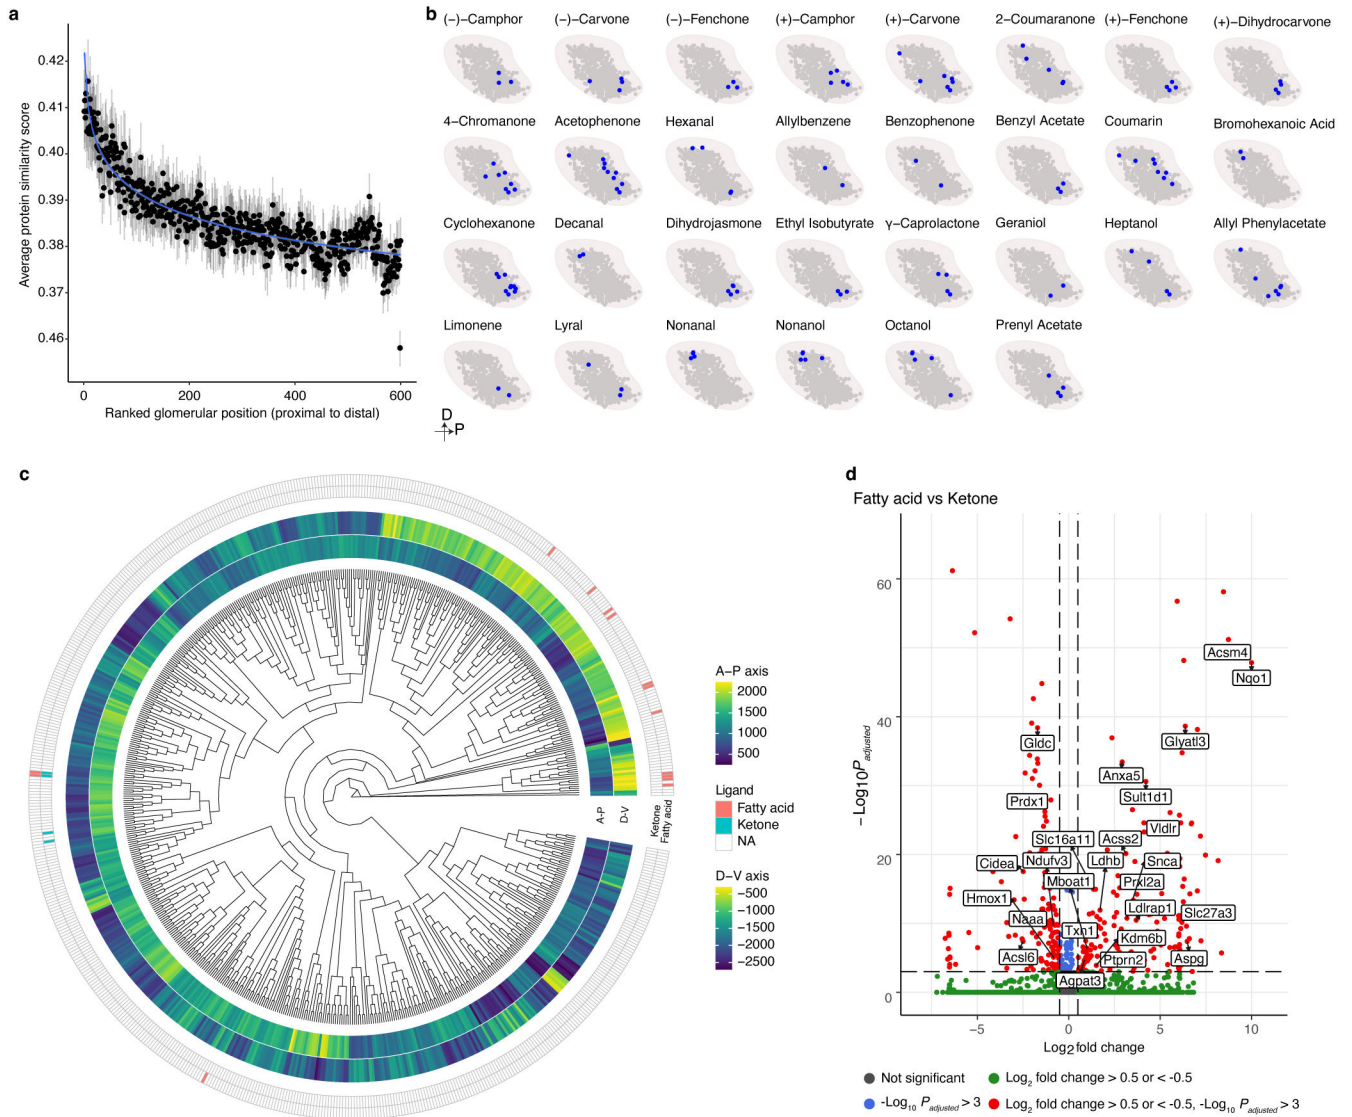 a
Average protein similarity score
0.42
0.41
0.40
0.39
0.38
0.37
0.46
0
200
400
600
Ranked glomerular position (proximal to distal)
b
(−)−Camphor
(−)−Carvone
(−)−Fenchone
(+)−Camphor
(+)−Carvone
2−Coumaranone
(+)−Fenchone
(+)−Dihydrocarvone
4−Chromanone
Acetophenone
Hexanal
Allylbenzene
Benzophenone
Benzyl Acetate
Coumarin
Bromohexanoic Acid
Cyclohexanone
Decanal
Dihydrojasmone
Ethyl Isobutyrate
γ−Caprolactone
Geraniol
Heptanol
Allyl Phenylacetate
Limonene
Lyral
Nonanal
Nonanol
Octanol
Prenyl Acetate
D
P
c
A–P
D–V
Ketone
Fatty acid
A–P axis
2000
1500
1000
500
Ligand
Fatty acid
Ketone
NA
D–V axis
−500
−1000
−1500
−2000
−2500
d
Fatty acid vs Ketone
− Log10 P adjusted
60
40
20
0
−5
0
5
10
Log2 fold change
Acsm4
Nqo1
Gldc
Glyatl3
Anxa5
Sult1d1
Prdx1
Vldlr
Slc16a11
Acss2
Cidea
Ndufv3
Ldhb
Snca
Mboat1
Prxl2a
Hmox1
Ldlrap1
Slc27a3
Naaa
Txn1
Kdm6b
Acsl6
Ptprn2
Aspg
Agpat3
Not significant
Log2 fold change > 0.5 or < -0.5
-Log10 P adjusted > 3
Log2 fold change > 0.5 or < -0.5, -Log10 P adjusted > 3